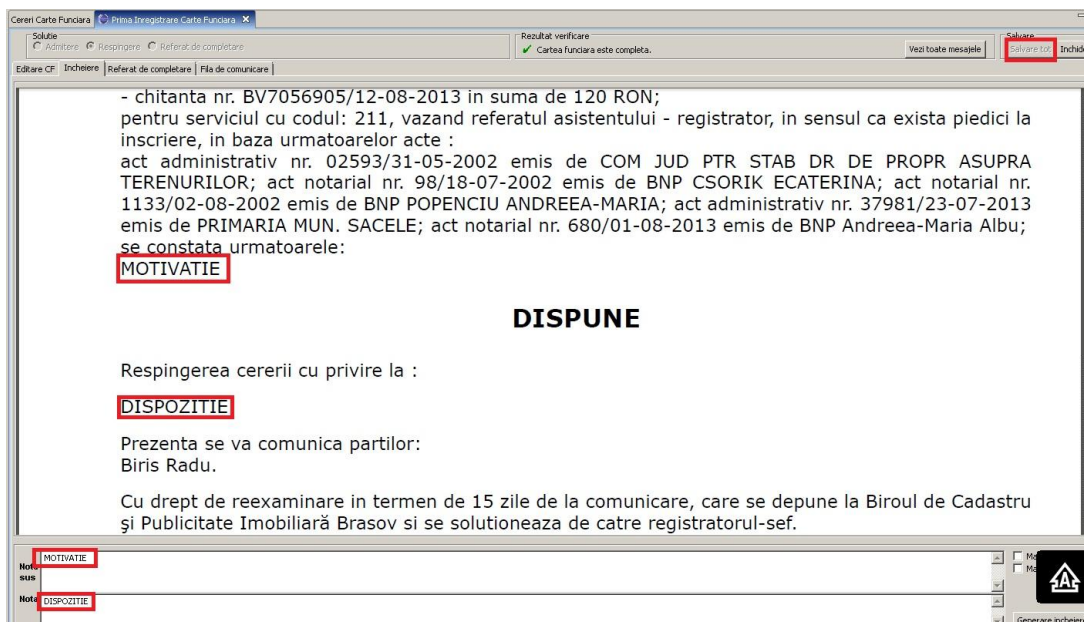 Cereri Carte Funciara Prima Inregistrare Carte Funciara
Solutie
Admitere Respingere Referat de completare
Rezultat verificare
Cartea funciara este completa.
Vezi toate mesajele
Salvare
Salvare tot Inchide
Editare CF Incheiere Referat de completare Fila de comunicare
- chitanta nr. BV7056905/12-08-2013 in suma de 120 RON;
pentru serviciul cu codul: 211, vazand referatul asistentului - registrator, in sensul ca exista piedici la
inscriere, in baza urmatoarelor acte :
act administrativ nr. 02593/31-05-2002 emis de COM JUD PTR STAB DR DE PROPR ASUPRA
TERENURILOR; act notarial nr. 98/18-07-2002 emis de BNP CSORIK ECATERINA; act notarial nr.
1133/02-08-2002 emis de BNP POPENCIU ANDREEA-MARIA; act administrativ nr. 37981/23-07-2013
emis de PRIMARIA MUN. SACELE; act notarial nr. 680/01-08-2013 emis de BNP Andreea-Maria Albu;
se constata urmatoarele:
MOTIVATIE
DISPUNE
Respingerea cererii cu privire la :
DISPOZITIE
Prezenta se va comunica partilor:
Biris Radu.
Cu drept de reexaminare in termen de 15 zile de la comunicare, care se depune la Biroul de Cadastru
şi Publicitate Imobiliară Brasov si se solutioneaza de catre registratorul-sef.
Nota sus
MOTIVATIE
Nota
DISPOZITIE
Generare incheiere